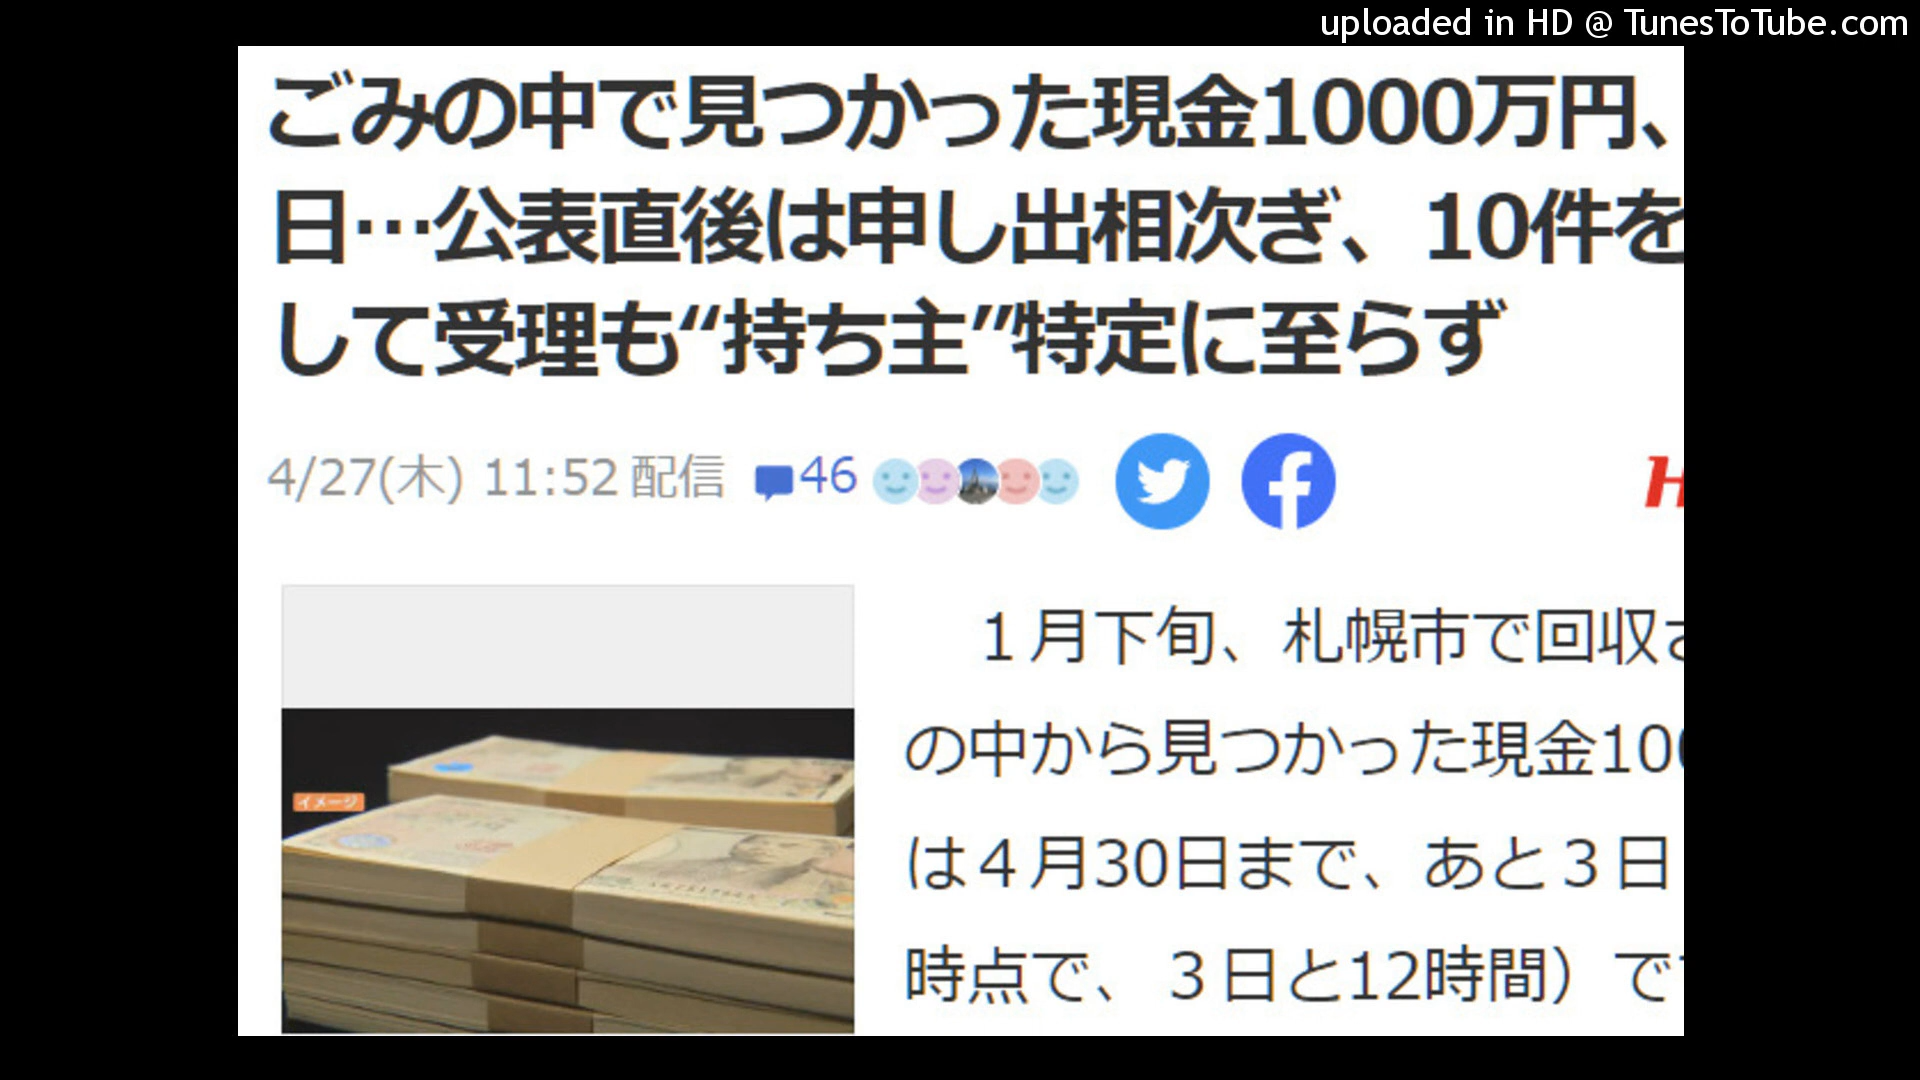 uploaded in HD @ TunesToTube.com
ごみの中で見つかった現金1000万円、
日…公表直後は申し出相次ぎ、10件を
して受理も“持ち主”特定に至らず
4/27(木) 11:52配信 46
H
イメージ
１月下旬、札幌市で回収さ
の中から見つかった現金100
は４月30日まで、あと３日
時点で、３日と12時間）で